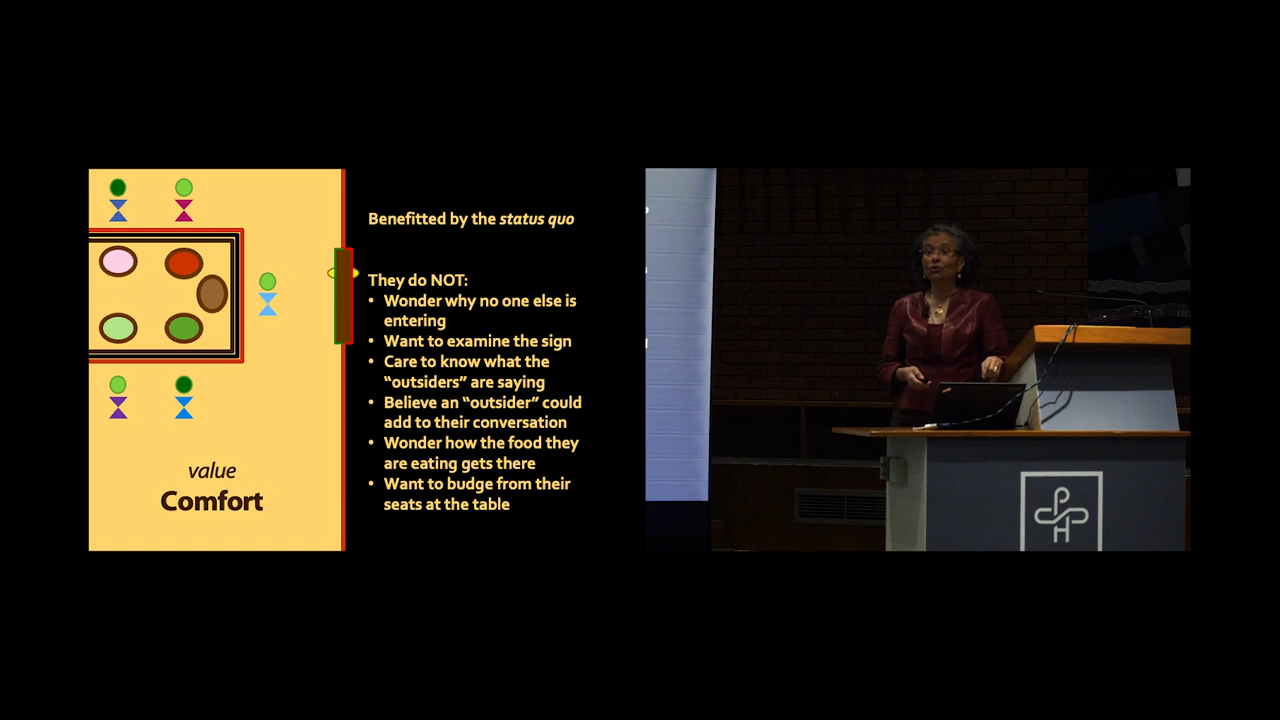 value
Comfort
Benefitted by the status quo
They do NOT:
• Wonder why no one else is
entering
• Want to examine the sign
• Care to know what the
“outsiders” are saying
• Believe an “outsider” could
add to their conversation
• Wonder how the food they
are eating gets there
• Want to budge from their
seats at the table
P
H